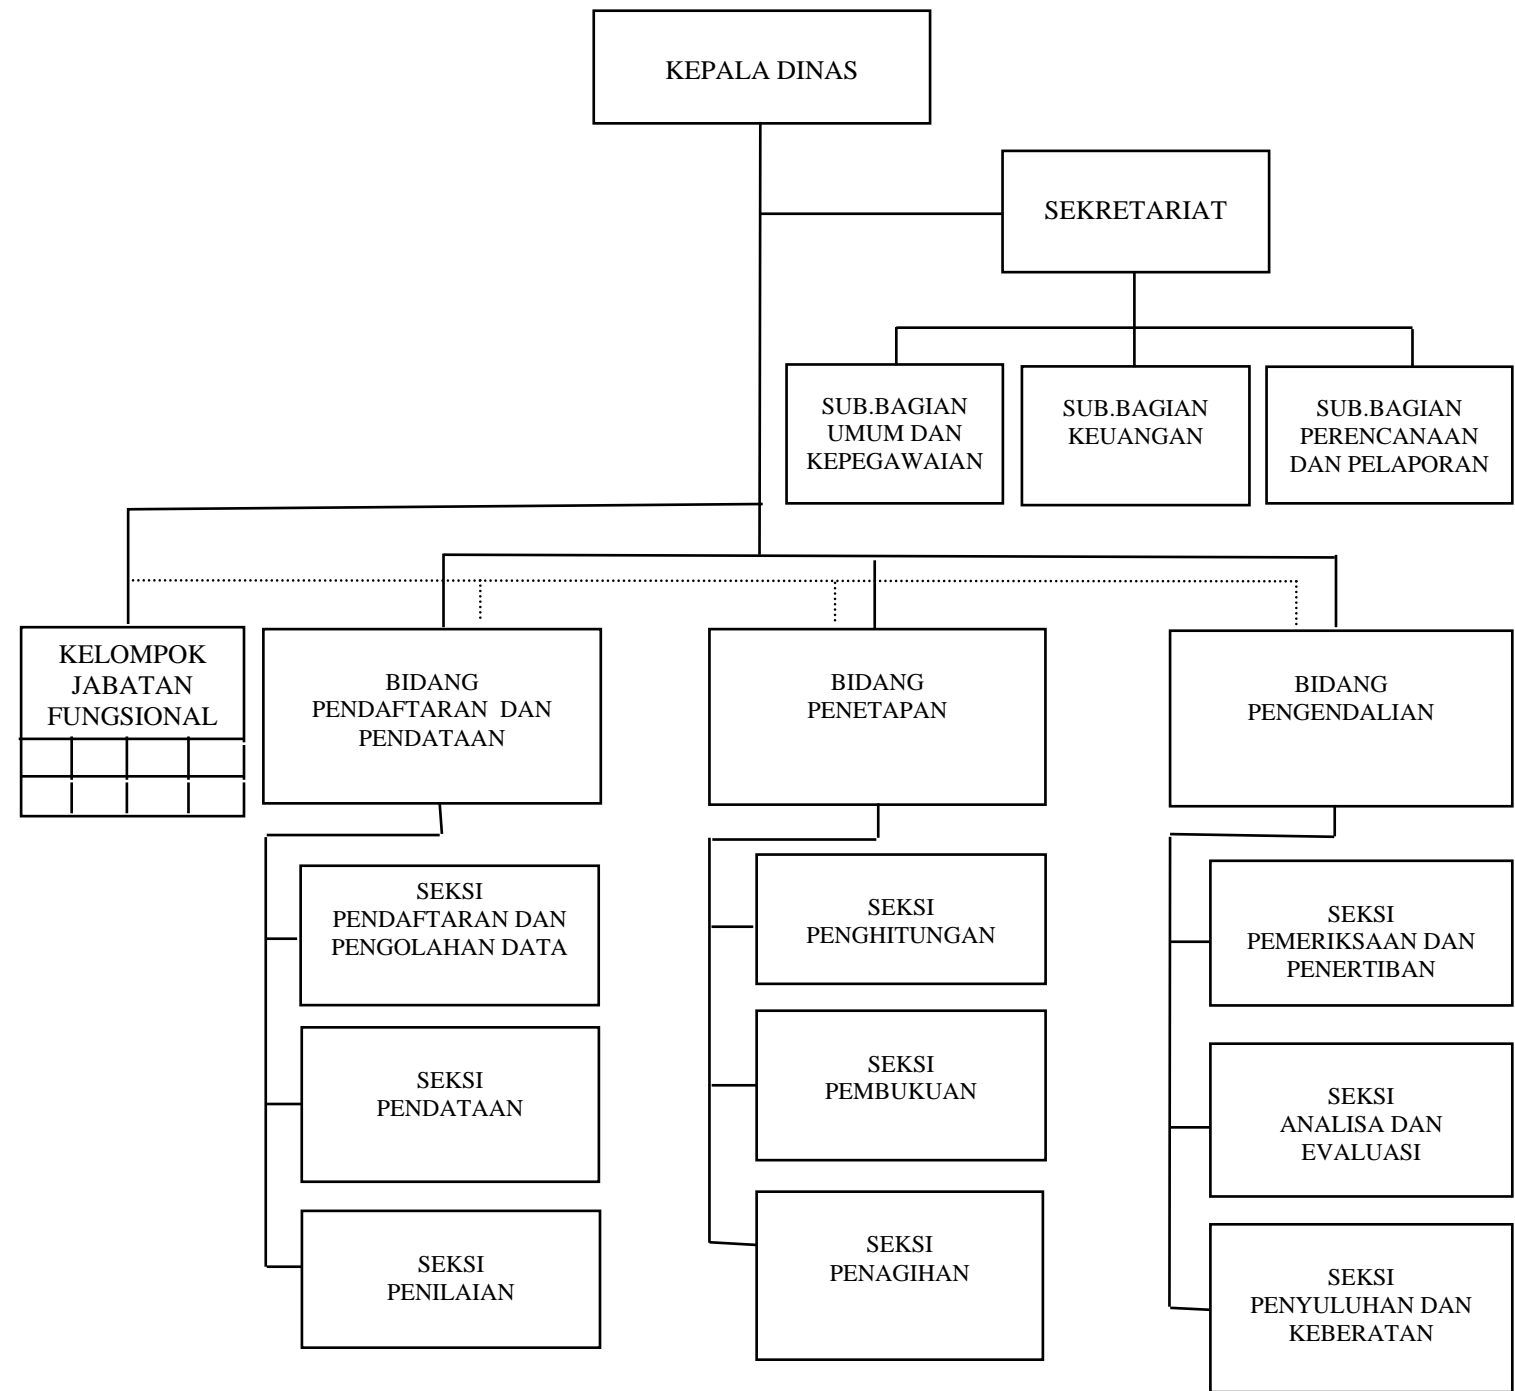 KEPALA DINAS
SEKRETARIAT
SUB.BAGIAN
UMUM DAN
KEPEGAWAIAN
SUB.BAGIAN
KEUANGAN
SUB.BAGIAN
PERENCANAAN
DAN PELAPORAN
KELOMPOK
JABATAN
FUNGSIONAL
BIDANG
PENDAFTARAN  DAN
PENDATAAN
BIDANG
PENETAPAN
BIDANG
PENGENDALIAN
SEKSI
PENDAFTARAN DAN
PENGOLAHAN DATA
SEKSI
PENDATAAN
SEKSI
PENILAIAN
SEKSI
PENGHITUNGAN
SEKSI
PEMBUKUAN
SEKSI
PENAGIHAN
SEKSI
PEMERIKSAAN DAN
PENERTIBAN
SEKSI
ANALISA DAN
EVALUASI
SEKSI
PENYULUHAN DAN
KEBERATAN